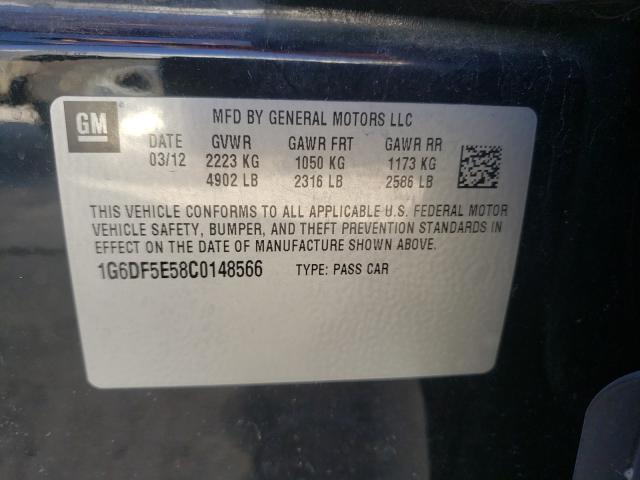 GM ®
MFD BY GENERAL MOTORS LLC
DATE GVWR GAWR FRT GAWR RR
03/12 2223 KG 1050 KG 1173 KG
4902 LB 2316 LB 2586 LB
THIS VEHICLE CONFORMS TO ALL APPLICABLE U.S. FEDERAL MOTOR
VEHICLE SAFETY, BUMPER, AND THEFT PREVENTION STANDARDS IN
EFFECT ON THE DATE OF MANUFACTURE SHOWN ABOVE.
1G6DF5E58C0148566 TYPE: PASS CAR